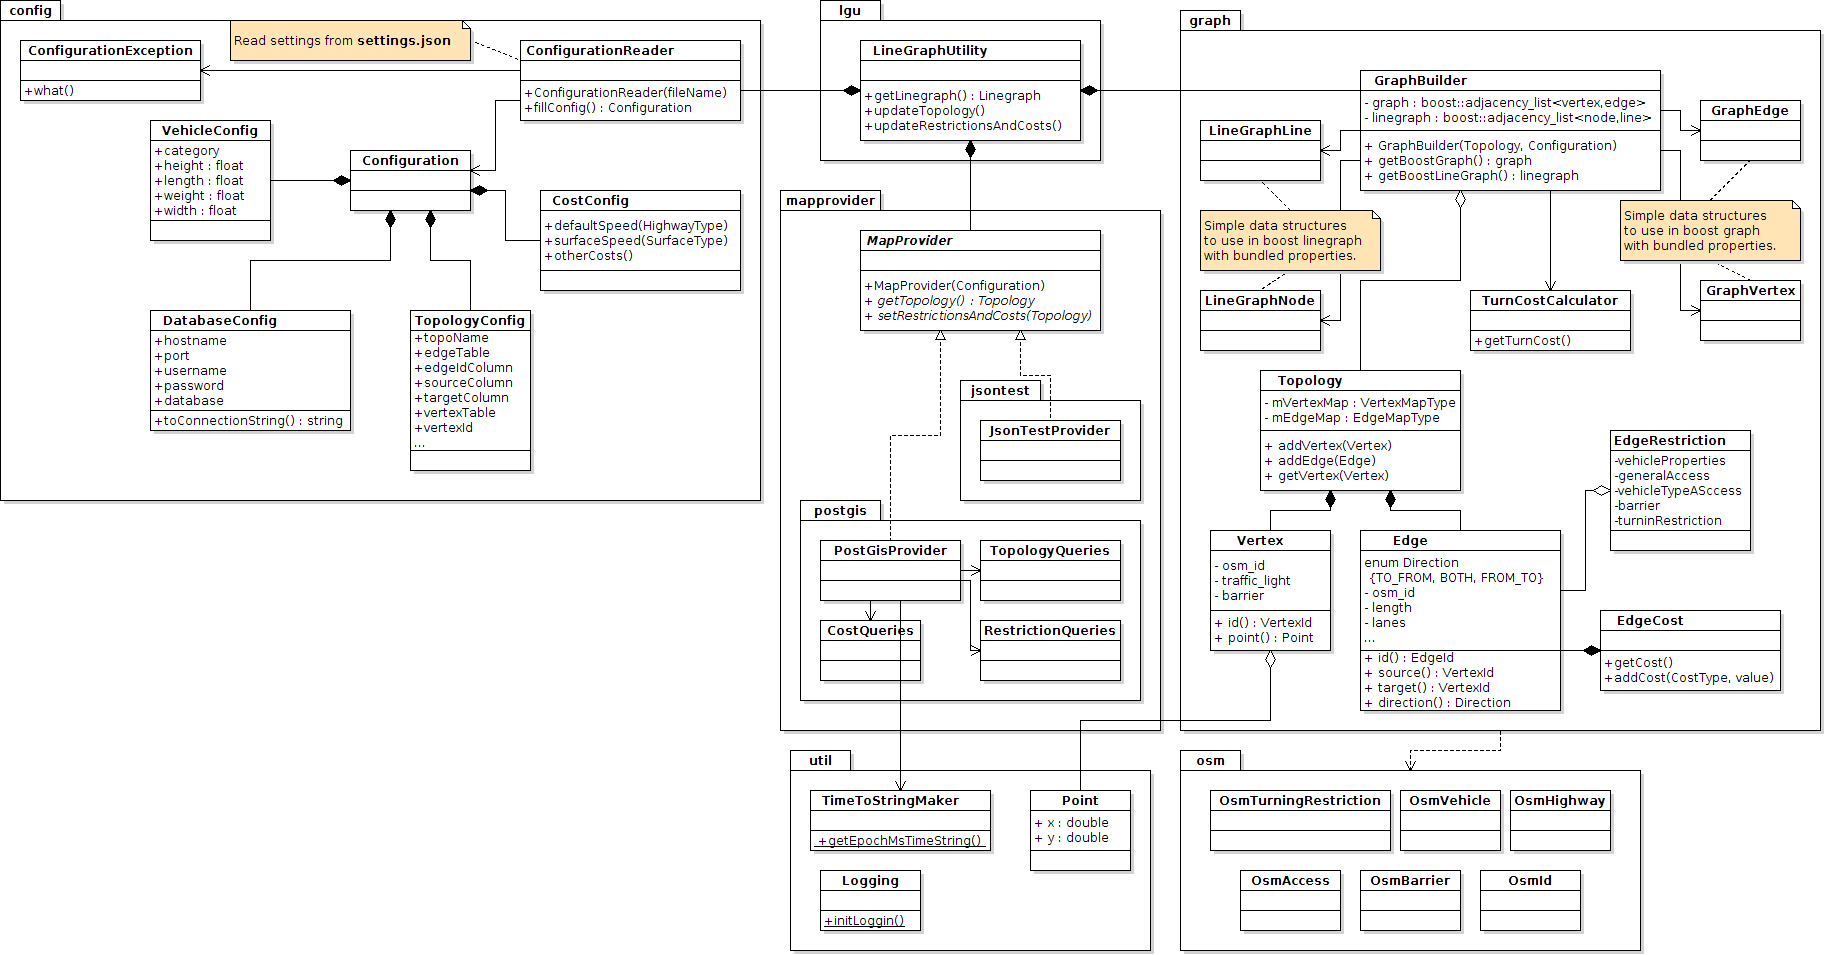 config
ConfigurationException
+what()
Read settings from settings.json
ConfigurationReader
+ConfigurationReader(fileName)
+fillConfig() : Configuration
VehicleConfig
+category
+height : float
+length : float
+weight : float
+width : float
Configuration
CostConfig
+defaultSpeed(HighwayType)
+surfaceSpeed(SurfaceType)
+otherCosts()
DatabaseConfig
+hostname
+port
+username
+password
+database
+toConnectionString() : string
TopologyConfig
+topoName
+edgeTable
+edgeIdColumn
+sourceColumn
+targetColumn
+vertexTable
+vertexId
...
lgu
LineGraphUtility
+getLinegraph() : Linegraph
+updateTopology()
+updateRestrictionsAndCosts()
mapprovider
MapProvider
+MapProvider(Configuration)
+ getTopology() : Topology
+ setRestrictionsAndCosts(Topology)
jsontest
JsonTestProvider
postgis
PostGisProvider
TopologyQueries
CostQueries
RestrictionQueries
graph
GraphBuilder
- graph : boost::adjacency_list<vertex,edge>
- linegraph : boost::adjacency_list<node,line>
+ GraphBuilder(Topology, Configuration)
+ getBoostGraph() : graph
+ getBoostLineGraph() : linegraph
LineGraphLine
GraphEdge
Simple data structures
to use in boost linegraph
with bundled properties.
Simple data structures
to use in boost graph
with bundled properties.
LineGraphNode
TurnCostCalculator
+getTurnCost()
GraphVertex
Topology
- mVertexMap : VertexMapType
- mEdgeMap : EdgeMapType
+ addVertex(Vertex)
+ addEdge(Edge)
+ getVertex(Vertex)
EdgeRestriction
-vehicleProperties
-generalAccess
-vehicleTypeASccess
-barrier
-turninRestriction
Vertex
- osm_id
- traffic_light
- barrier
+ id() : VertexId
+ point() : Point
Edge
enum Direction
{TO_FROM, BOTH, FROM_TO}
- osm_id
- length
- lanes
...
+ id() : EdgeId
+ source() : VertexId
+ target() : VertexId
+ direction() : Direction
EdgeCost
+getCost()
+addCost(CostType, value)
util
TimeToStringMaker
+getEpochMsTimeString()
Point
+ x : double
+ y : double
Logging
+initLoggin()
osm
OsmTurningRestriction
OsmVehicle
OsmHighway
OsmAccess
OsmBarrier
OsmId